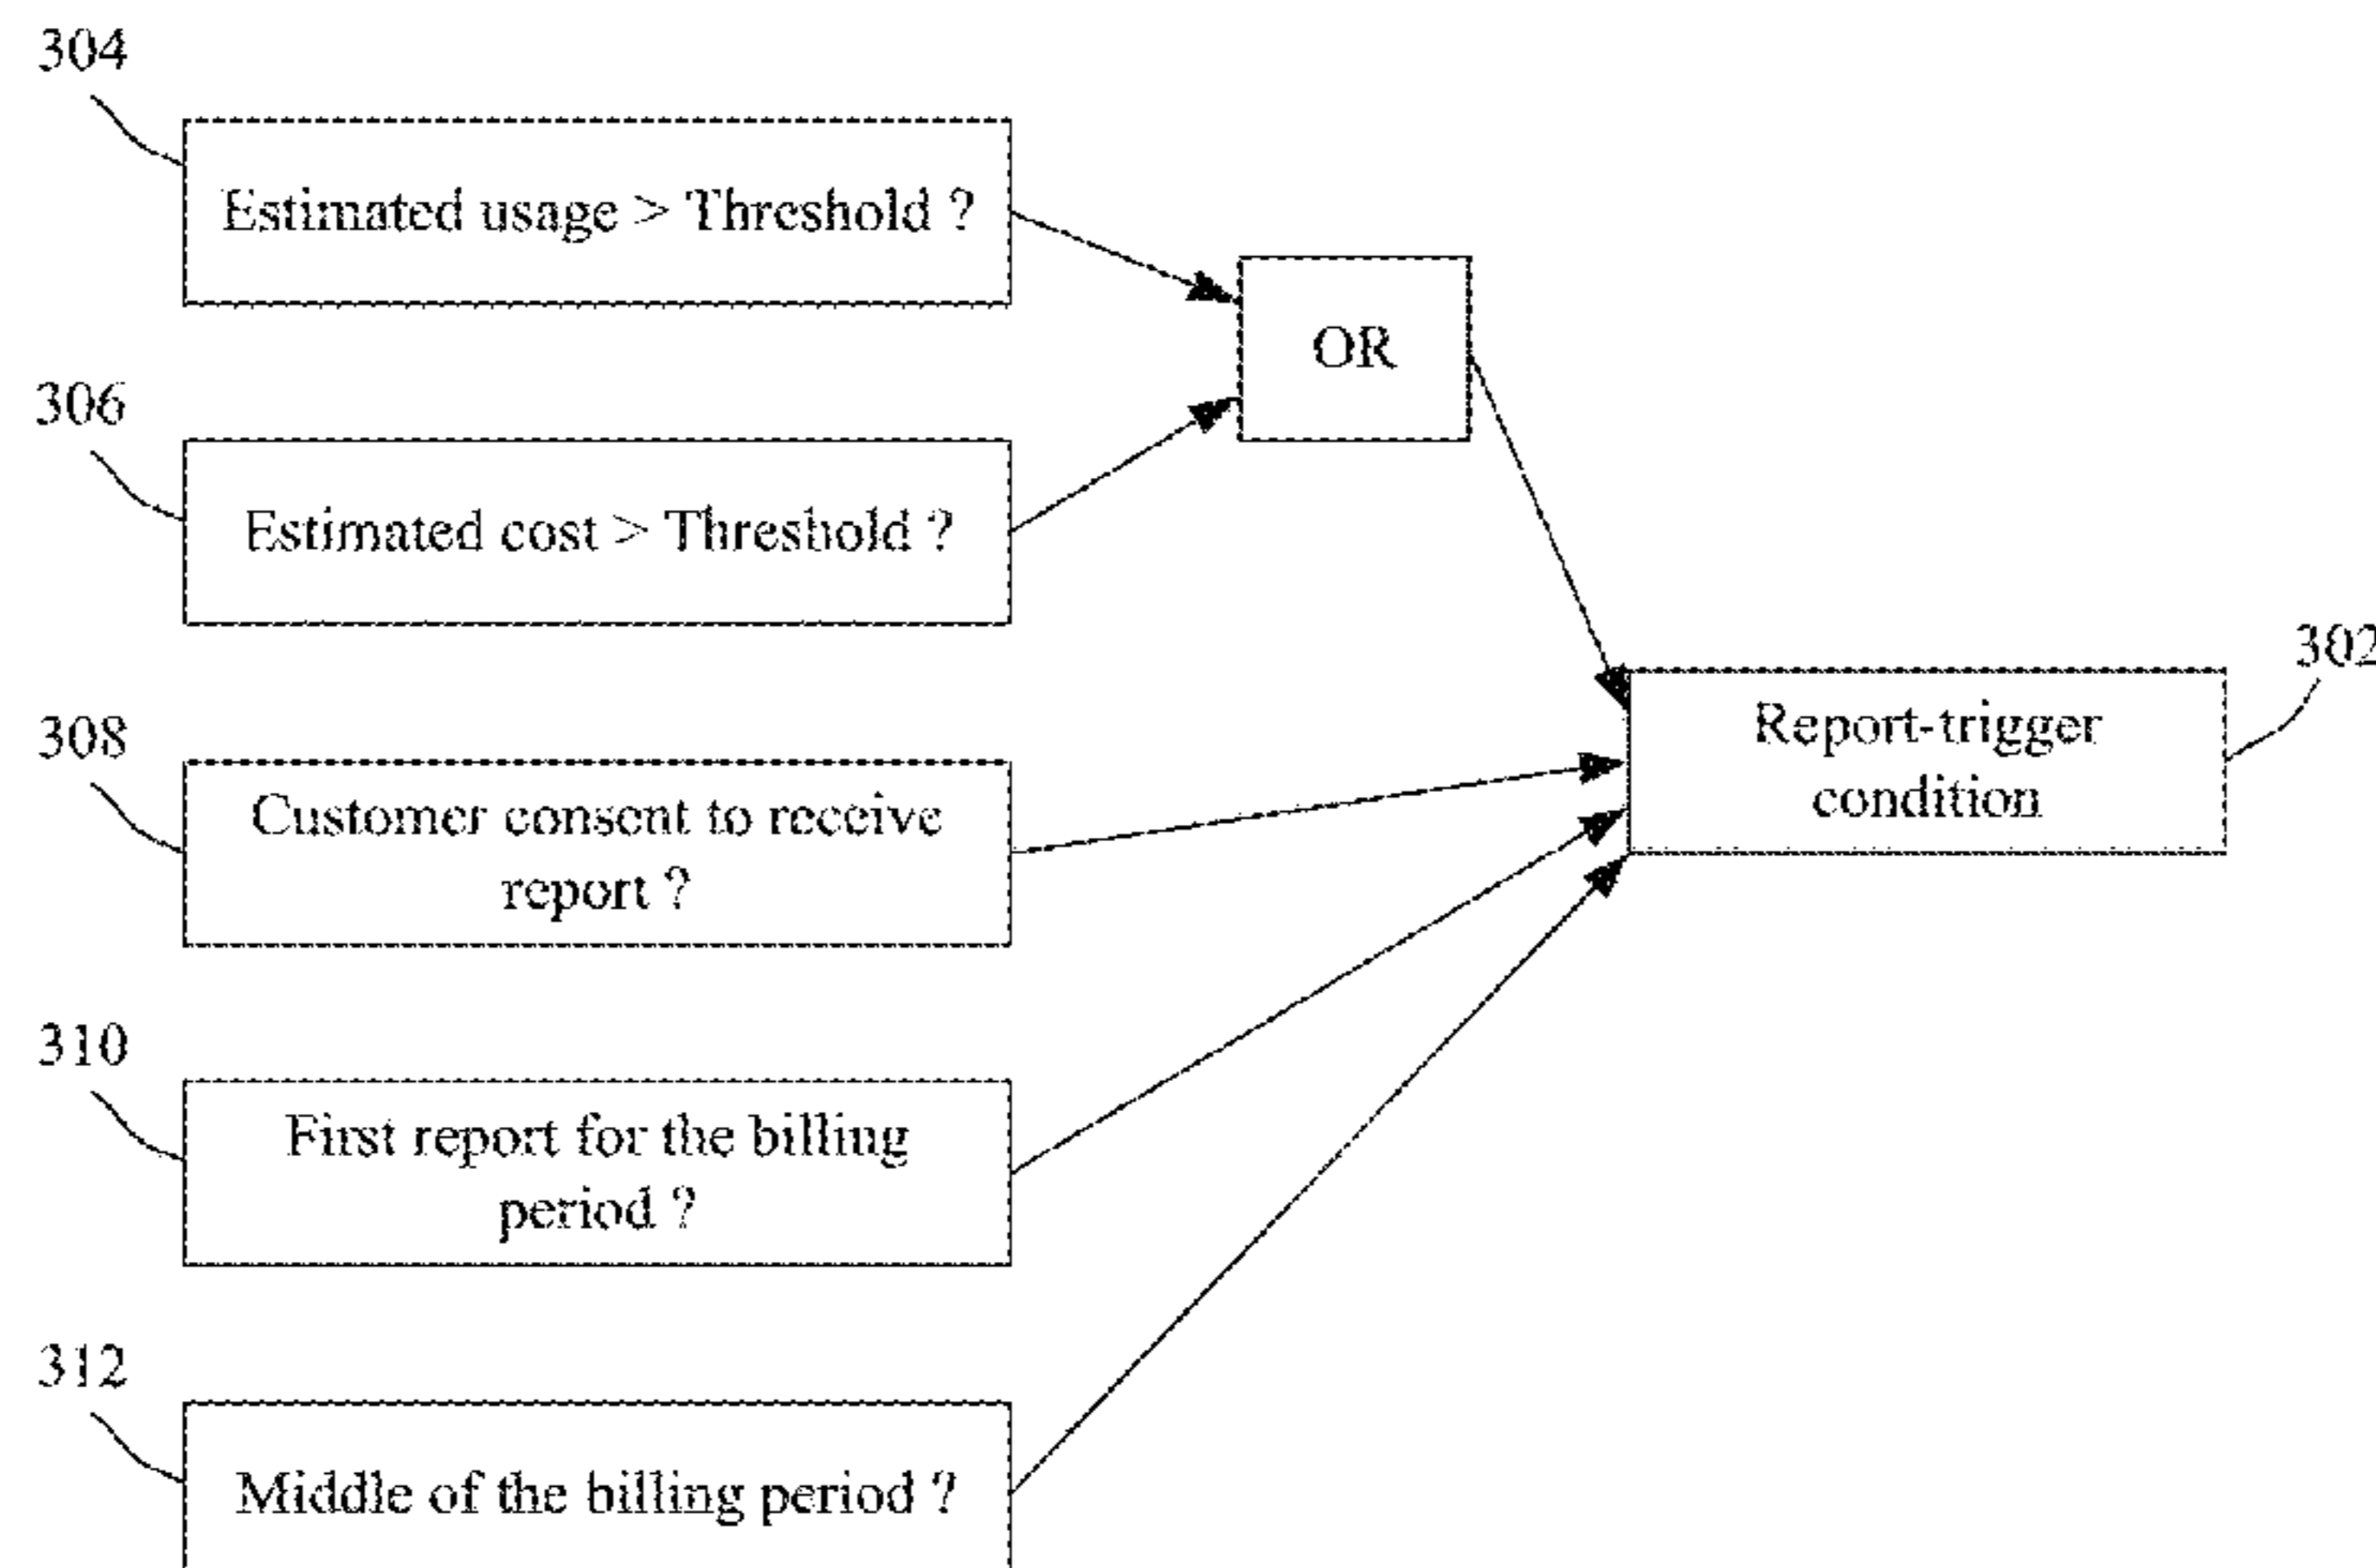 304
Estimated usage > Threshold ?
OR
306
Estimated cost > Threshold ?
302
Report-trigger
condition
308
Customer consent to receive
report ?
310
First report for the billing
period ?
312
Middle of the billing period ?